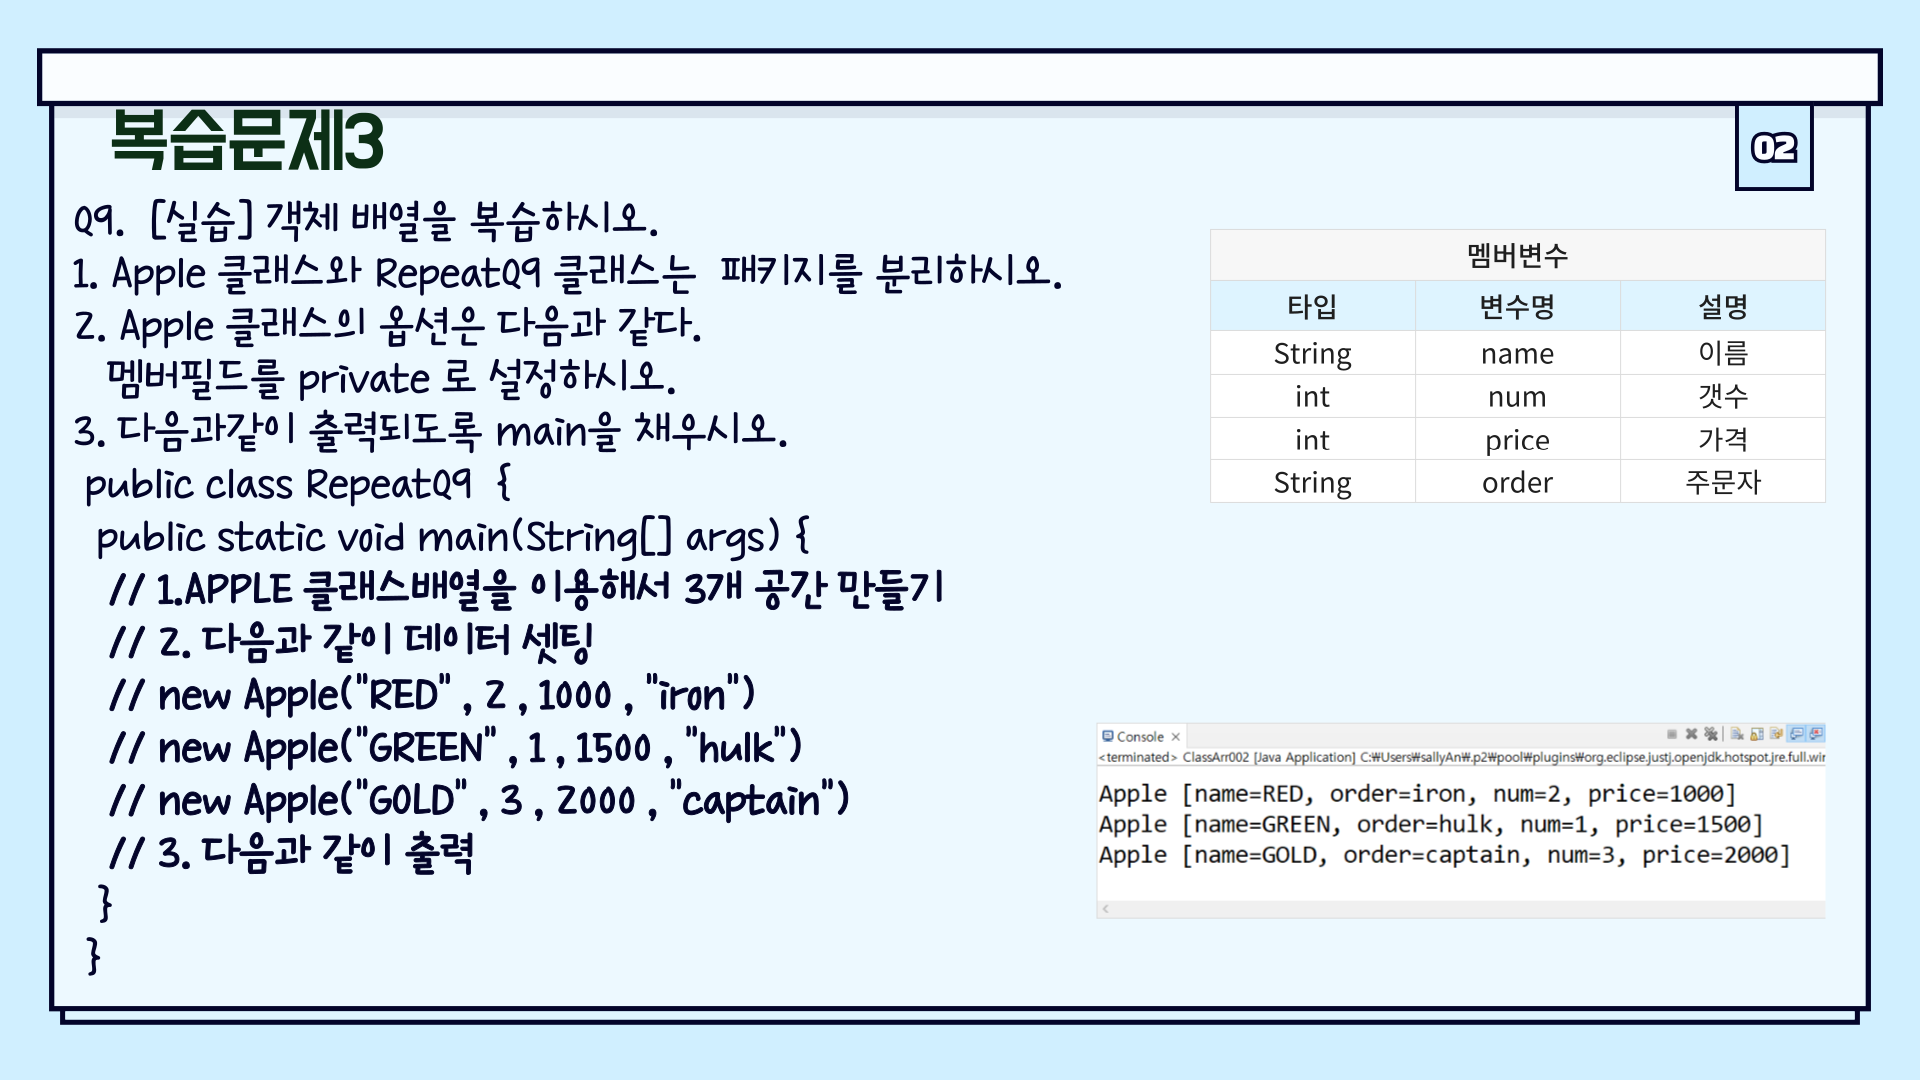 복습문제3
02
Q9. [실습] 객체 배열을 복습하시오.
1. Apple 클래스와 RepeatQ9 클래스는 패키지를 분리하시오.
2. Apple 클래스의 옵션은 다음과 같다.
멤버필드를 private 로 설정하시오.
3. 다음과같이 출력되도록 main을 채우시오.
public class RepeatQ9 {
public static void main(String[] args) {
// 1.APPLE 클래스배열을 이용해서 3개 공간 만들기
// 2. 다음과 같이 데이터 셋팅
// new Apple("RED" , 2 , 1000 , "iron")
// new Apple("GREEN" , 1 , 1500 , "hulk")
// new Apple("GOLD" , 3 , 2000 , "captain")
// 3. 다음과 같이 출력
}
}
멤버변수
타입 변수명 설명
String name 이름
int num 갯수
int price 가격
String order 주문자
Console
<terminated> ClassArr002 [Java Application] C:₩Users₩sallyAn₩.p2₩pool₩plugins₩org.eclipse.justj.openjdk.hotspot.jre.full.wir
Apple [name=RED, order=iron, num=2, price=1000]
Apple [name=GREEN, order=hulk, num=1, price=1500]
Apple [name=GOLD, order=captain, num=3, price=2000]